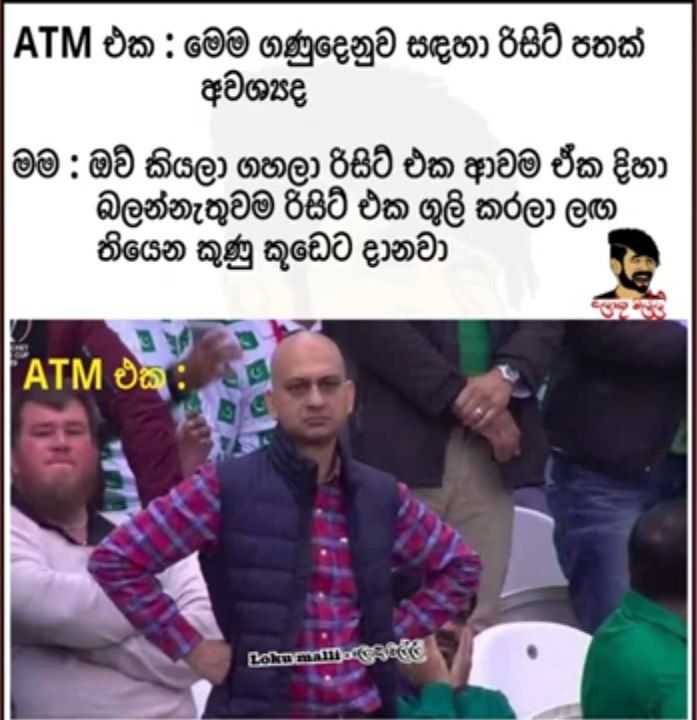 ATM එක : මෙම ගණුදෙනුව සඳහා රිසිට් පතක්
අවශ්‍යද
මම : ඔව් කියලා ගහලා රිසිට් එක ආවම ඒක දිහා
බලන්නැතුවම රිසිට් එක ගුලි කරලා ලඟ
තියෙන කුණු කූඩෙට දානවා
ATM එක :
Loku malli -